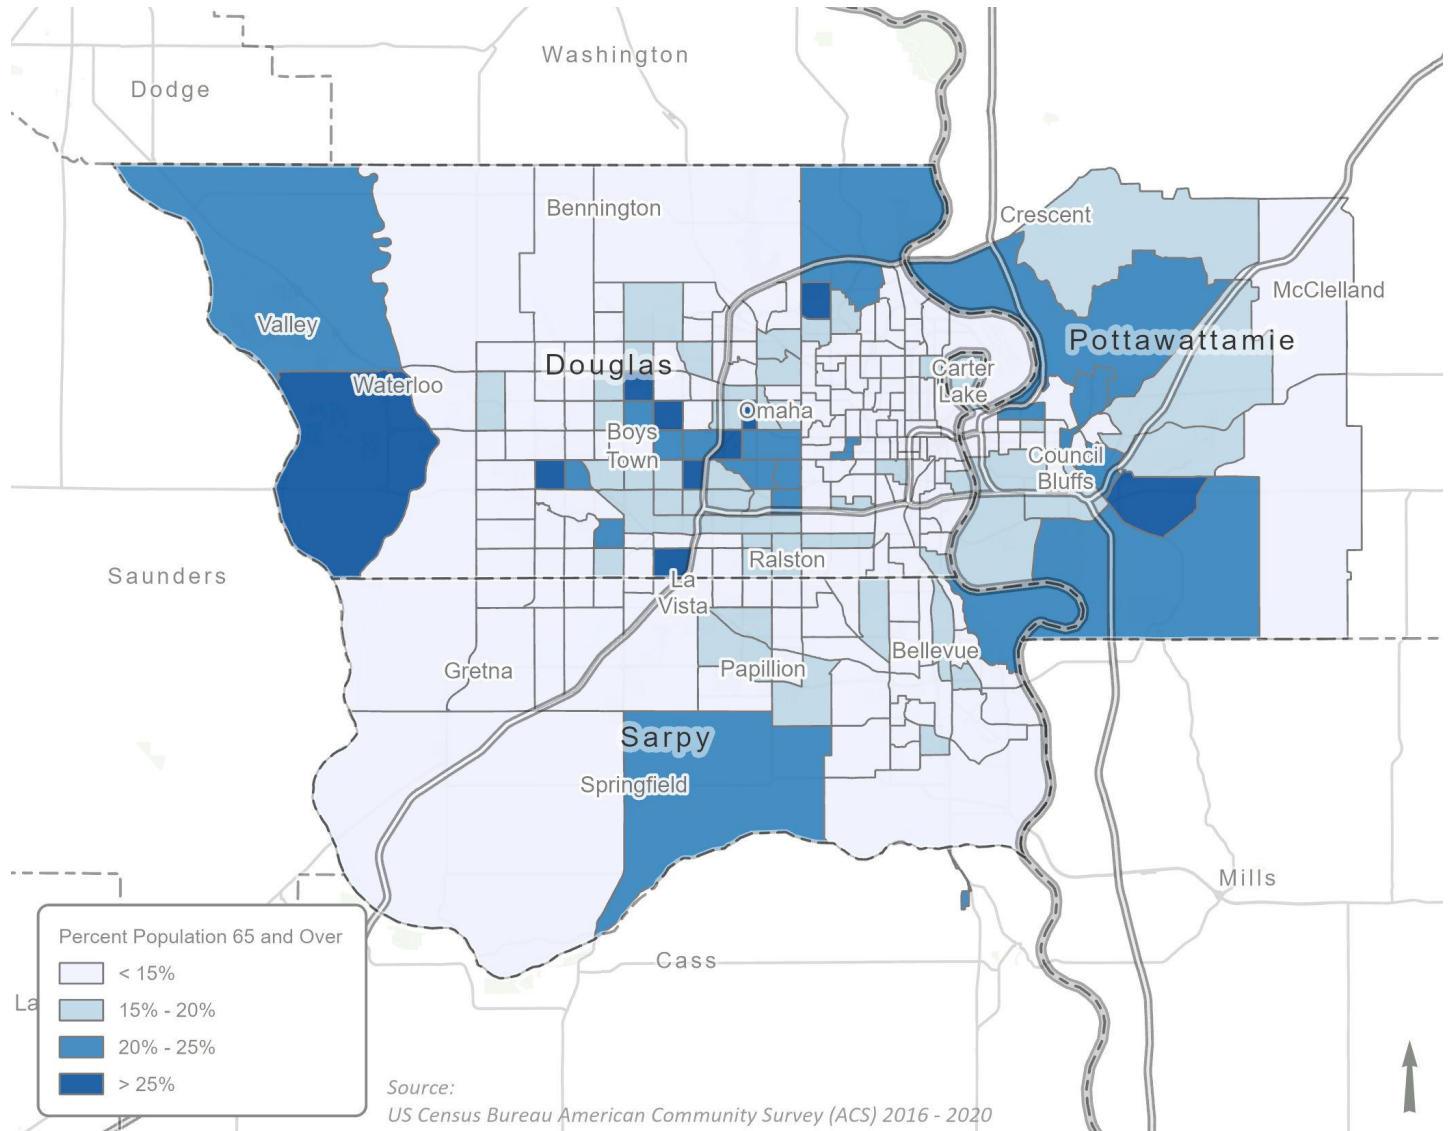 Washington
Dodge
Bennington
Crescent
McClelland
Valley
Pottawattamie
Douglas
Waterloo
Carter
Lake
Omaha
Boys
Town
Council
Bluffs
Ralston
Saunders
La
Vista
Bellevue
Gretna
Papillion
Sarpy
Springfield
Mills
Cass
La
Percent Population 65 and Over
< 15%
15% - 20%
20% - 25%
> 25%
Source:
US Census Bureau American Community Survey (ACS) 2016 - 2020